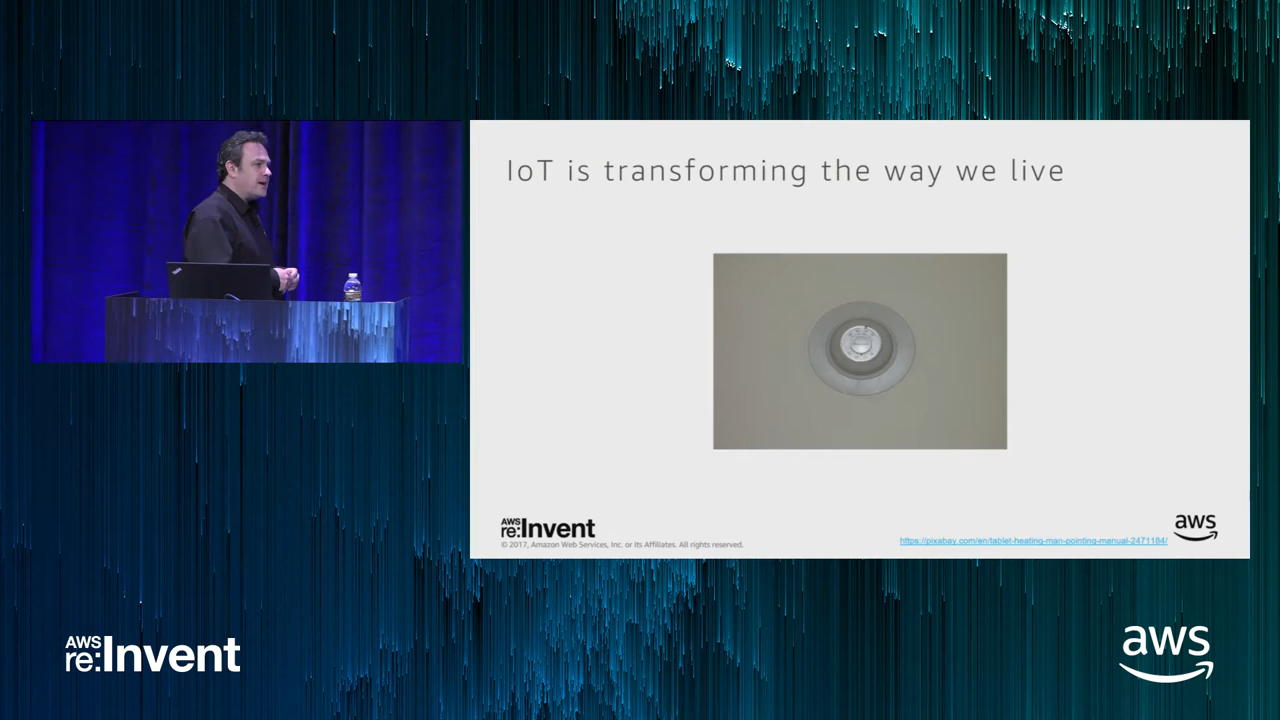 IoT is transforming the way we live
AWS
re:Invent
© 2017, Amazon Web Services, Inc. or its Affiliates. All rights reserved.
https://pixabay.com/en/tablet-heating-man-pointing-manual-2471184/
aws
AWS
re:Invent
aws